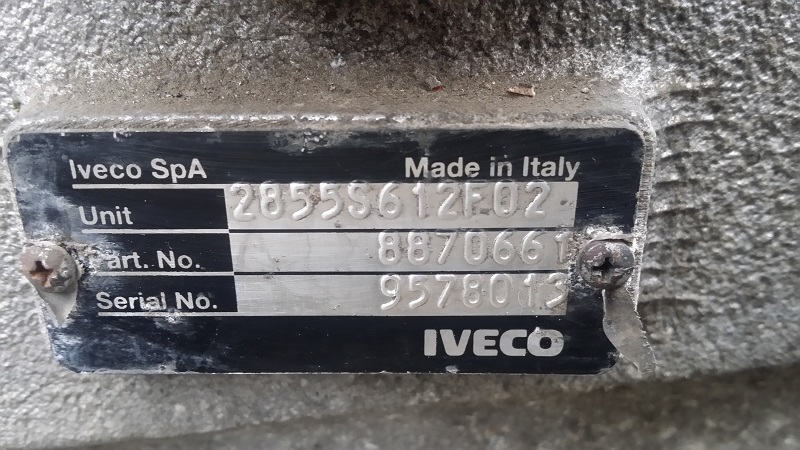 Iveco SpA Made in Italy
Unit 2855S612F02
Part. No. 8870661
Serial No. 9578013
IVECO